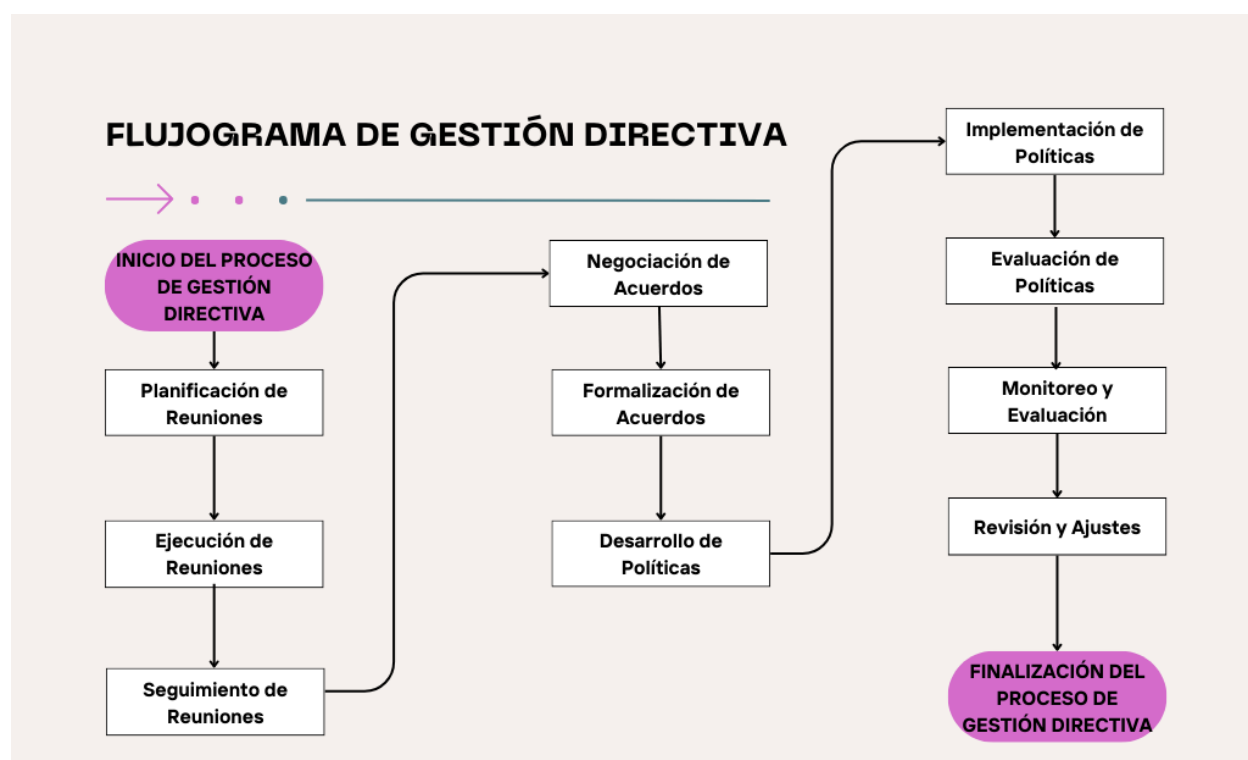 FLUJOGRAMA DE GESTIÓN DIRECTIVA
INICIO DEL PROCESO
DE GESTIÓN
DIRECTIVA
Planificación de
Reuniones
Ejecución de
Reuniones
Seguimiento de
Reuniones
Negociación de
Acuerdos
Formalización de
Acuerdos
Desarrollo de
Políticas
Implementación de
Políticas
Evaluación de
Políticas
Monitoreo y
Evaluación
Revisión y Ajustes
FINALIZACIÓN DEL
PROCESO DE
GESTIÓN DIRECTIVA